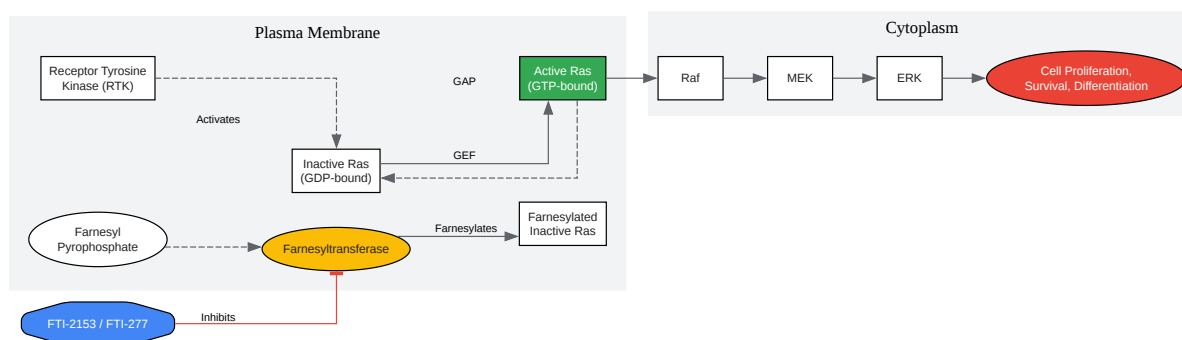 Plasma Membrane
Cytoplasm
Receptor Tyrosine
Kinase (RTK)
GAP
Active Ras
(GTP-bound)
Raf
MEK
ERK
Cell Proliferation,
Survival, Differentiation
Activates
Inactive Ras
(GDP-bound)
GEF
Farnesyl
Pyrophosphate
Farnesyltransferase
Farnesylates
Farnesylated
Inactive Ras
FTI-2153 / FTI-277
Inhibits